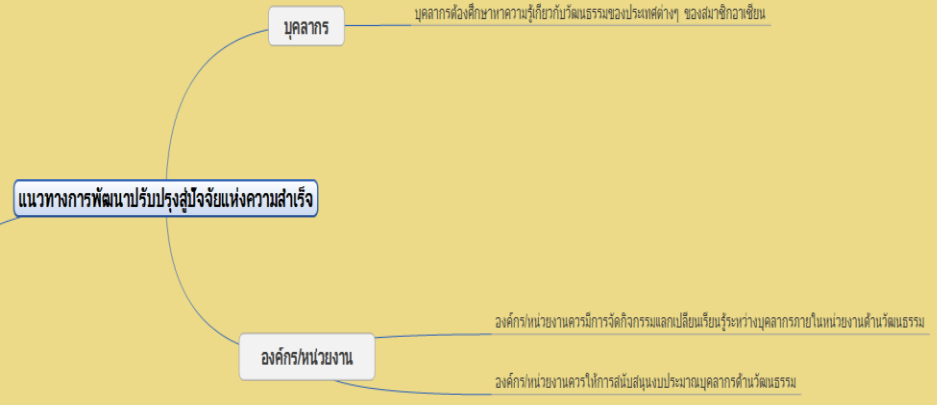 บุคลากร
บุคลากรต้องศึกษาหาความรู้เกี่ยวกับวัฒนธรรมของประเทศต่างๆ ของสมาชิกอาเซียน
แนวทางการพัฒนาปรับปรุงสู่ปัจจัยแห่งความสำเร็จ
องค์กร/หน่วยงาน
องค์กร/หน่วยงานควรมีการจัดกิจกรรมแลกเปลี่ยนเรียนรู้ระหว่างบุคลากรภายในหน่วยงานด้านวัฒนธรรม
องค์กร/หน่วยงานควรให้การสนับสนุนงบประมาณบุคลากรด้านวัฒนธรรม